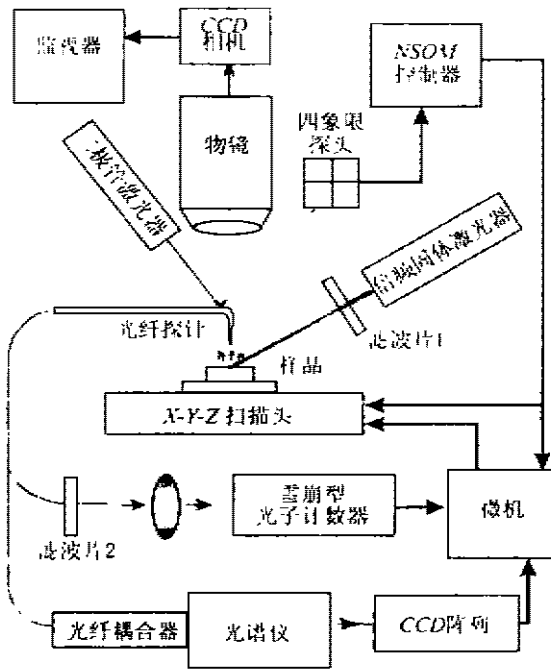 监视器
CCD
相机
NSOM
控制器
物镜
四象限
探头
二极管激光器
倍频固体激光器
光纤探针
滤波片1
样品
X-Y-Z 扫描头
雪崩型
光子计数器
微机
滤波片2
光纤耦合器
光谱仪
CCD阵列